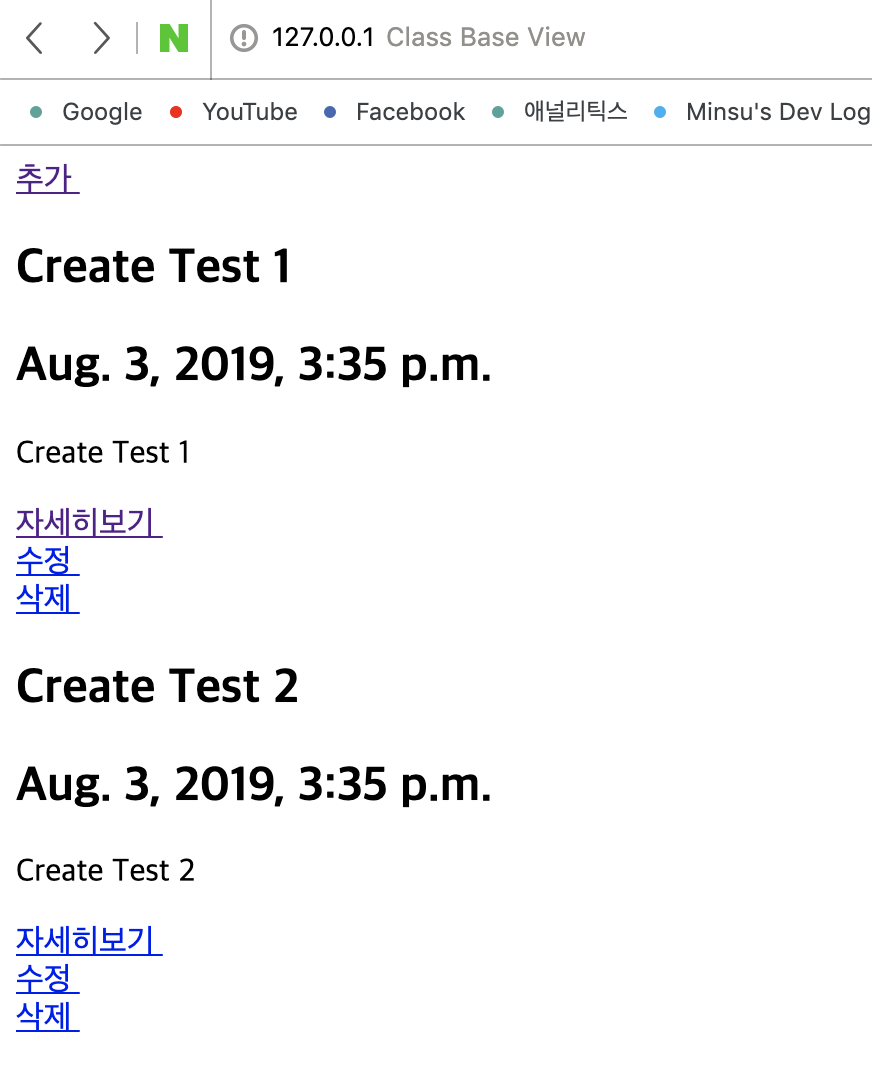 N 127.0.0.1 Class Base View
Google YouTube Facebook 애널리틱스 Minsu's Dev Log
추가
Create Test 1
Aug. 3, 2019, 3:35 p.m.
Create Test 1
자세히보기
수정
삭제
Create Test 2
Aug. 3, 2019, 3:35 p.m.
Create Test 2
자세히보기
수정
삭제